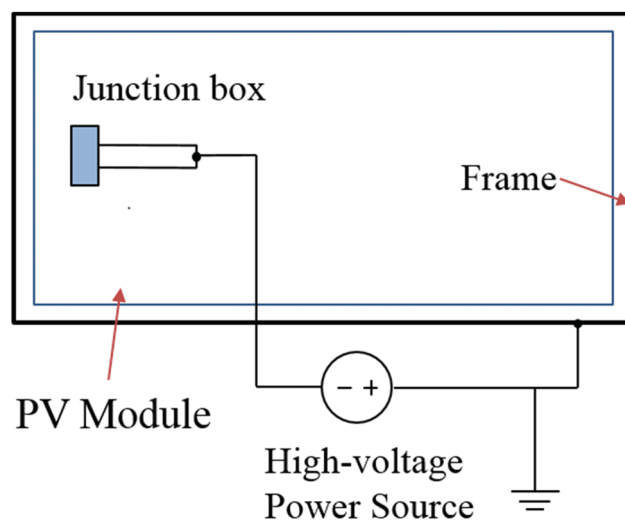 Junction box
Frame
PV Module
− +
High-voltage
Power Source